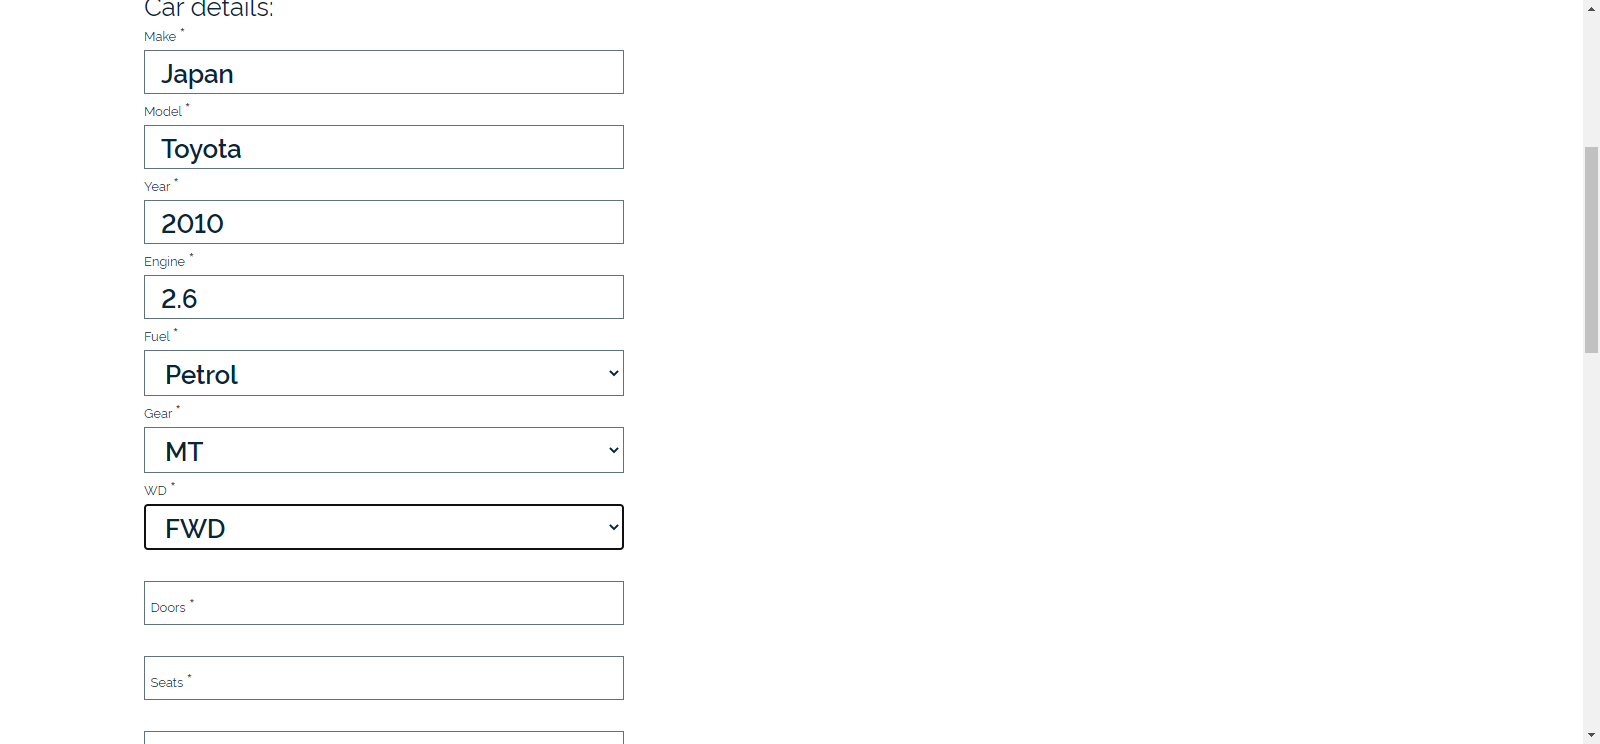 Car details:
Make *
Japan
Model *
Toyota
Year *
2010
Engine *
2.6
Fuel *
Petrol
Gear *
MT
WD *
FWD
Doors *
Seats *